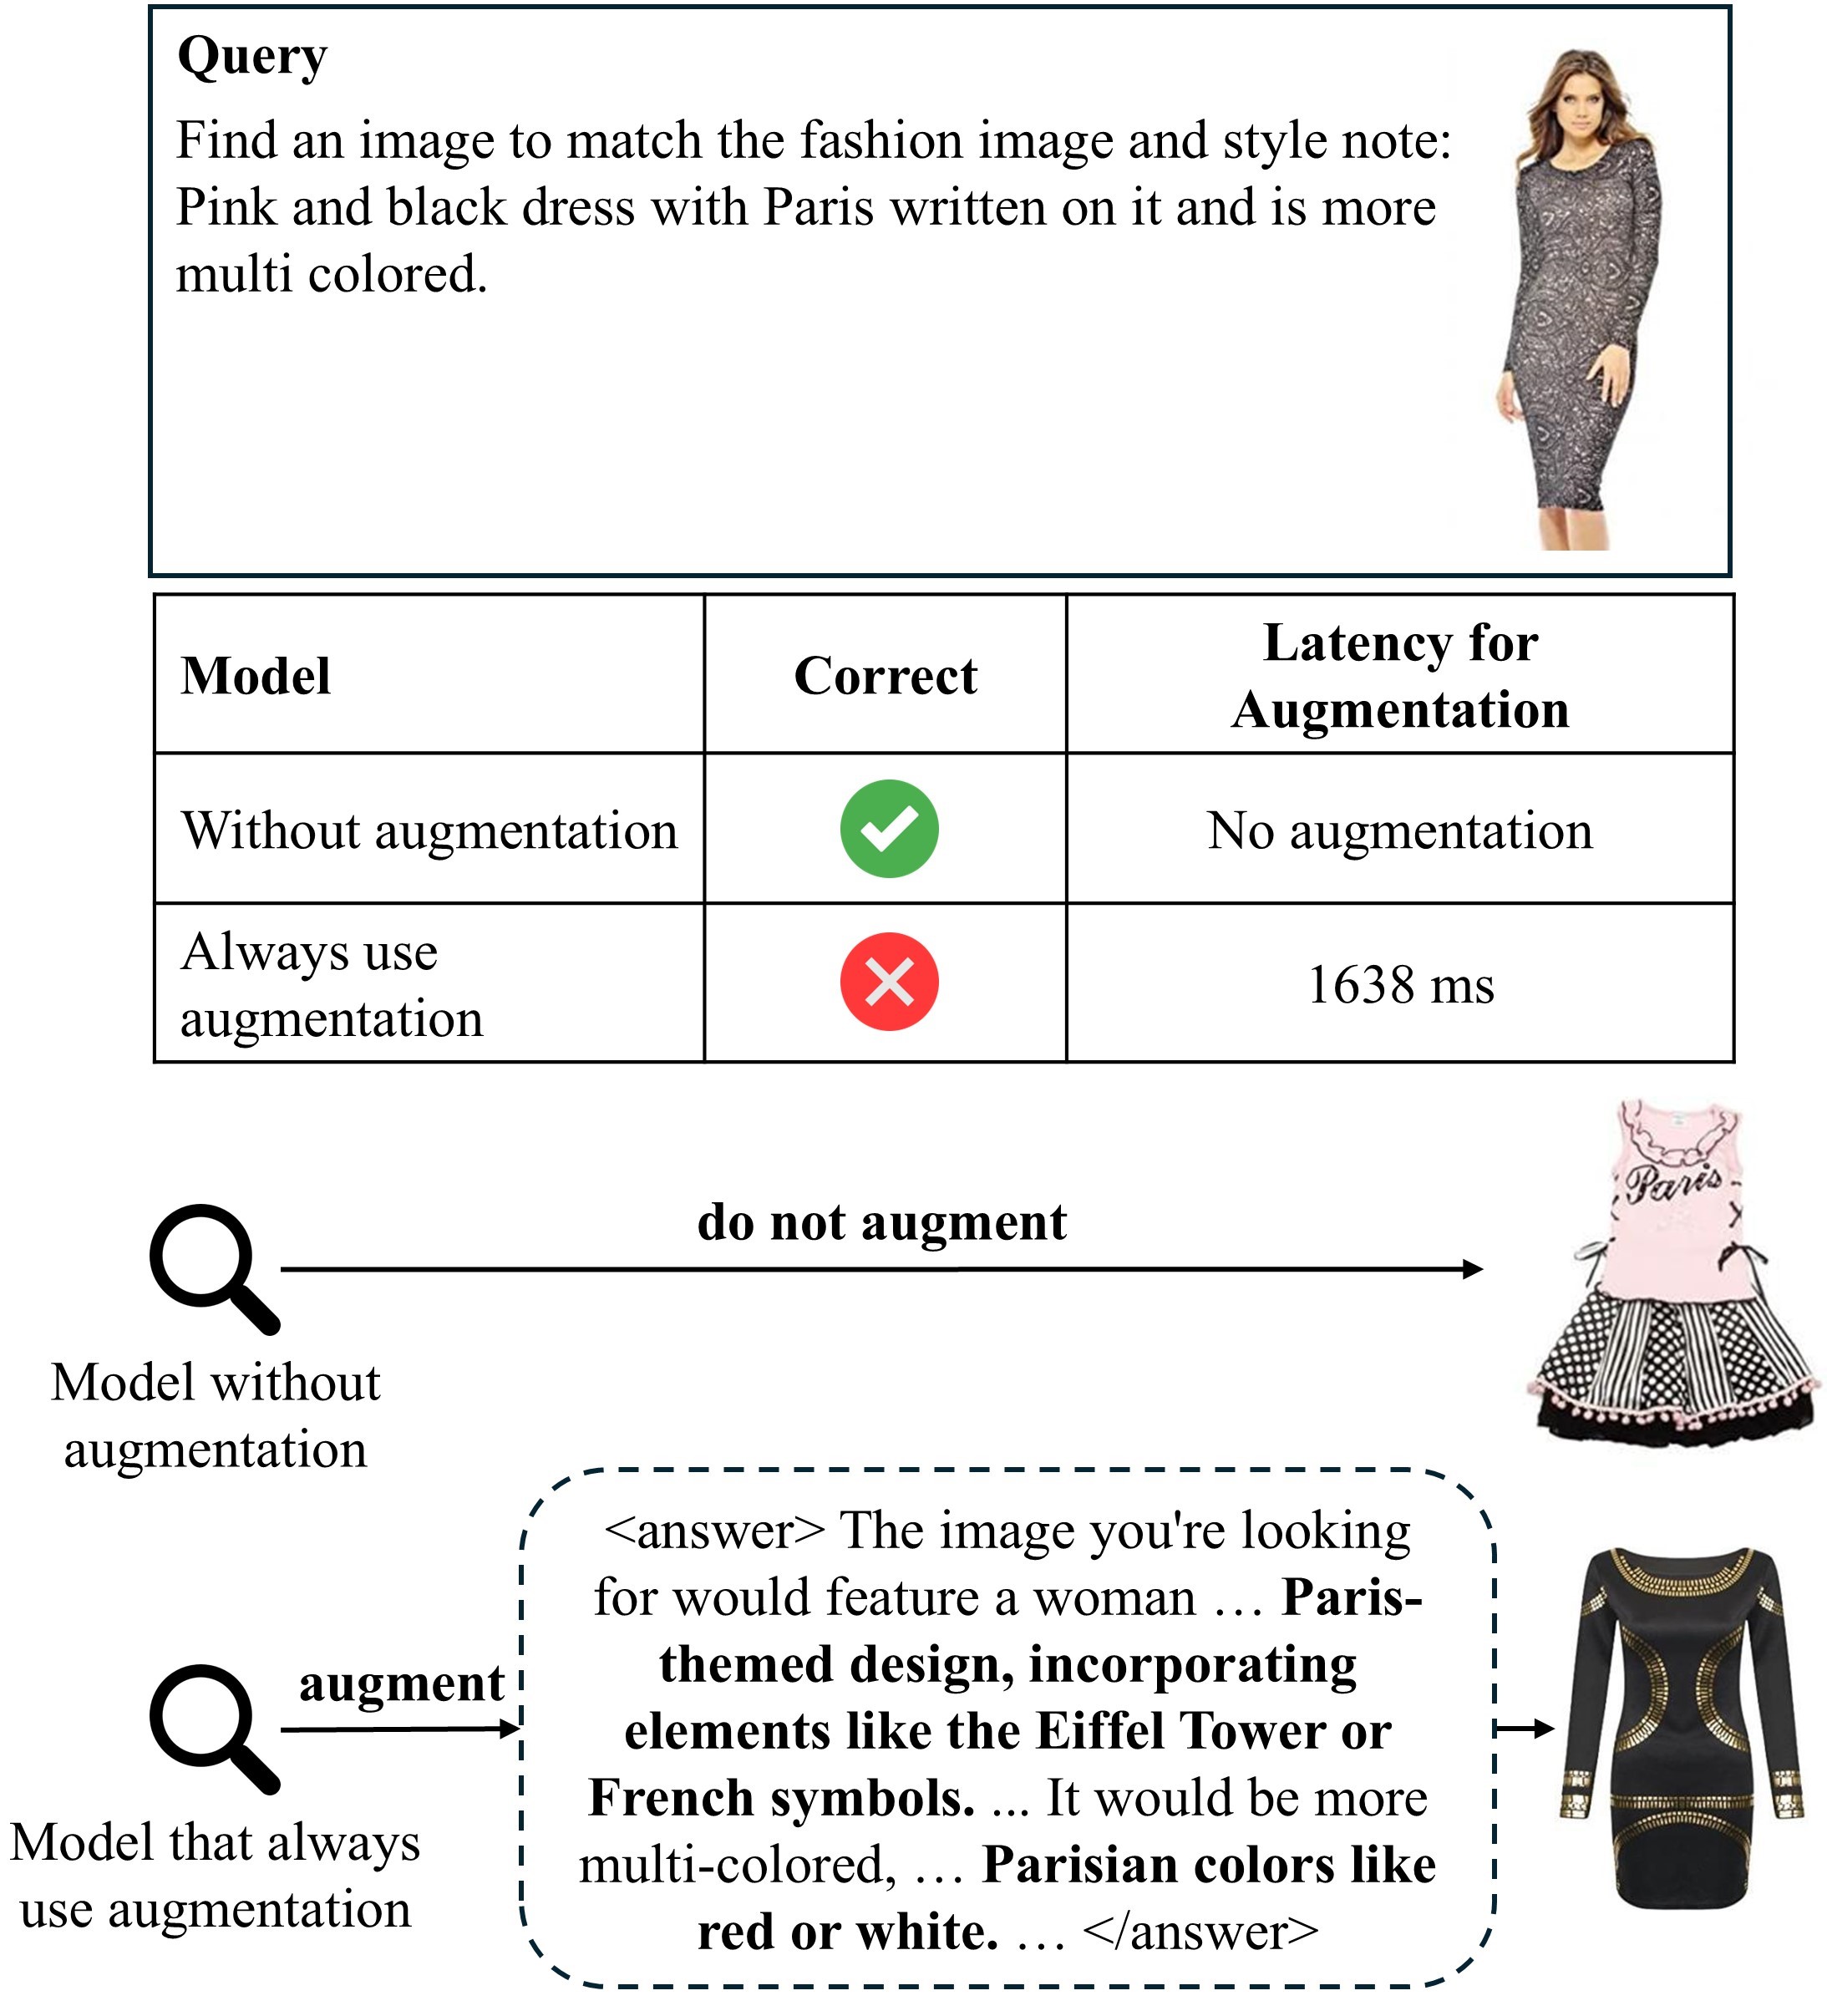 Query
Find an image to match the fashion image and style note:
Pink and black dress with Paris written on it and is more
multi colored.
Model
Correct
Latency for
Augmentation
Without augmentation
No augmentation
Always use
augmentation
1638 ms
do not augment
Paris
Model without
augmentation
augment
<answer> The image you're looking
for would feature a woman … Paris-
themed design, incorporating
elements like the Eiffel Tower or
French symbols. ... It would be more
multi-colored, … Parisian colors like
red or white. … </answer>
Model that always
use augmentation